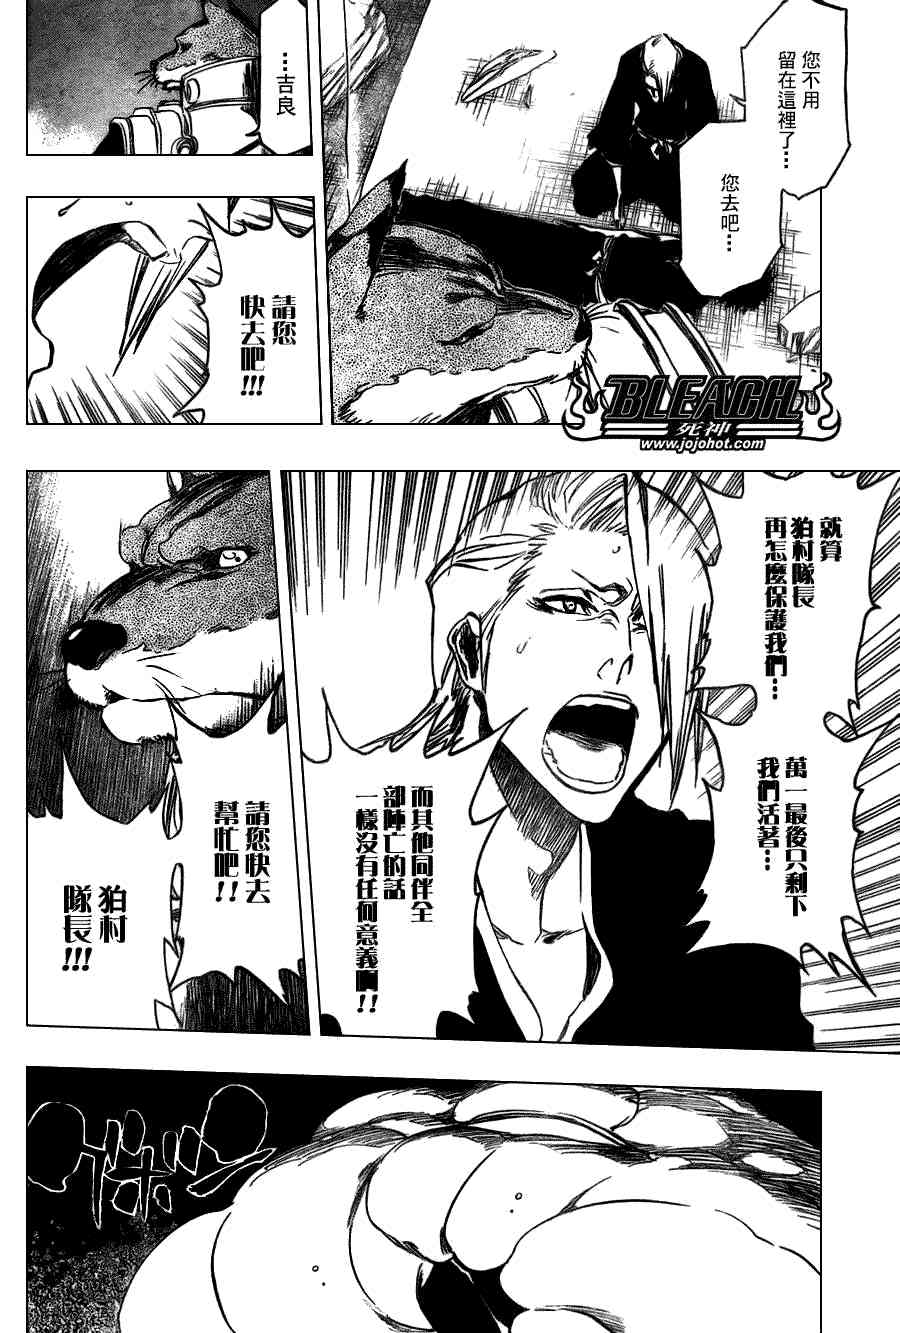 您不用
留在這裡了…
您去吧…
…吉良
請您
快去吧!!!
BLEACH
死神
www.jojohot.com
就算
狛村隊長
再怎麼保護我們…
萬一最後只剩下
我們活著…
而其他同伴全
部陣亡的話
一樣沒有任何意義啊!!
請您快去
幫忙吧!!
狛村
隊長!!!